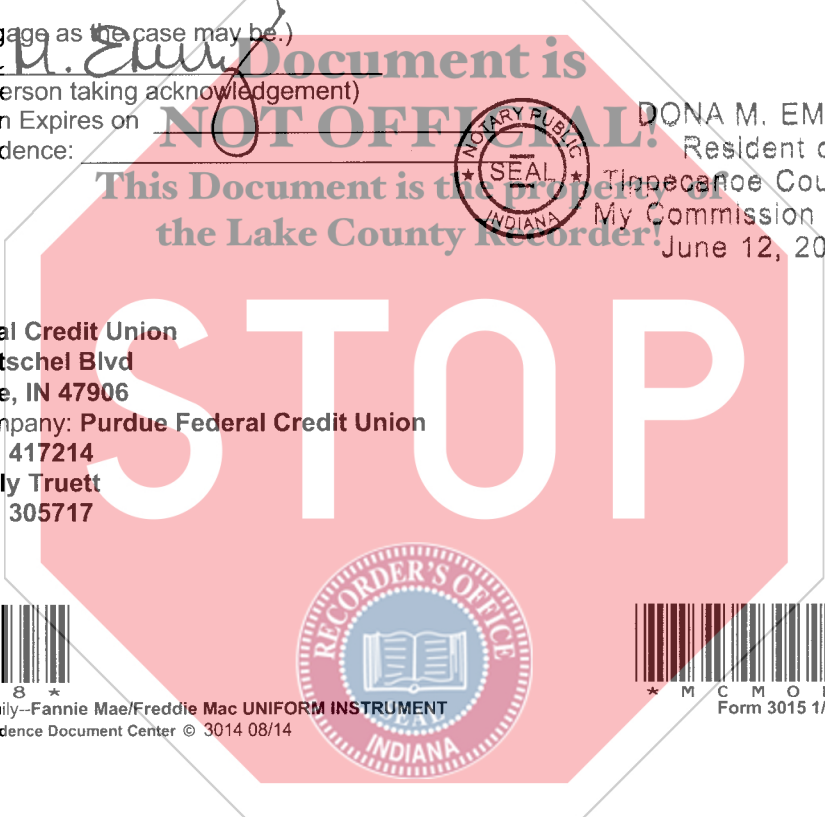 gage as the case may be.)
M. Emery
Document is
erson taking acknowledgement)
n Expires on
NOT OFFICIAL!
dence:
This Document is the property of
the Lake County Recorder!
NOTARY PUBLIC
SEAL
INDIANA
DONA M. EM
Resident o
Tippecanoe Cou
My Commission
June 12, 20
STOP
al Credit Union
tschel Blvd
e, IN 47906
mpany: Purdue Federal Credit Union
417214
ly Truett
305717
RECORDER'S OFFICE
SEAL
INDIANA
8 *
* M C M O
ily--Fannie Mae/Freddie Mac UNIFORM INSTRUMENT
Form 3015 1/
dence Document Center © 3014 08/14